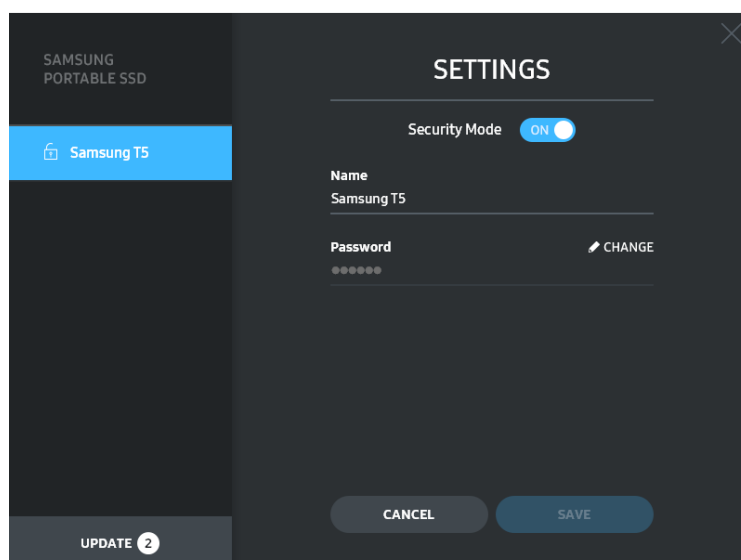 SAMSUNG
PORTABLE SSD
Samsung T5
UPDATE 2
SETTINGS
Security Mode ON
Name
Samsung T5
Password CHANGE
●●●●●●
CANCEL SAVE